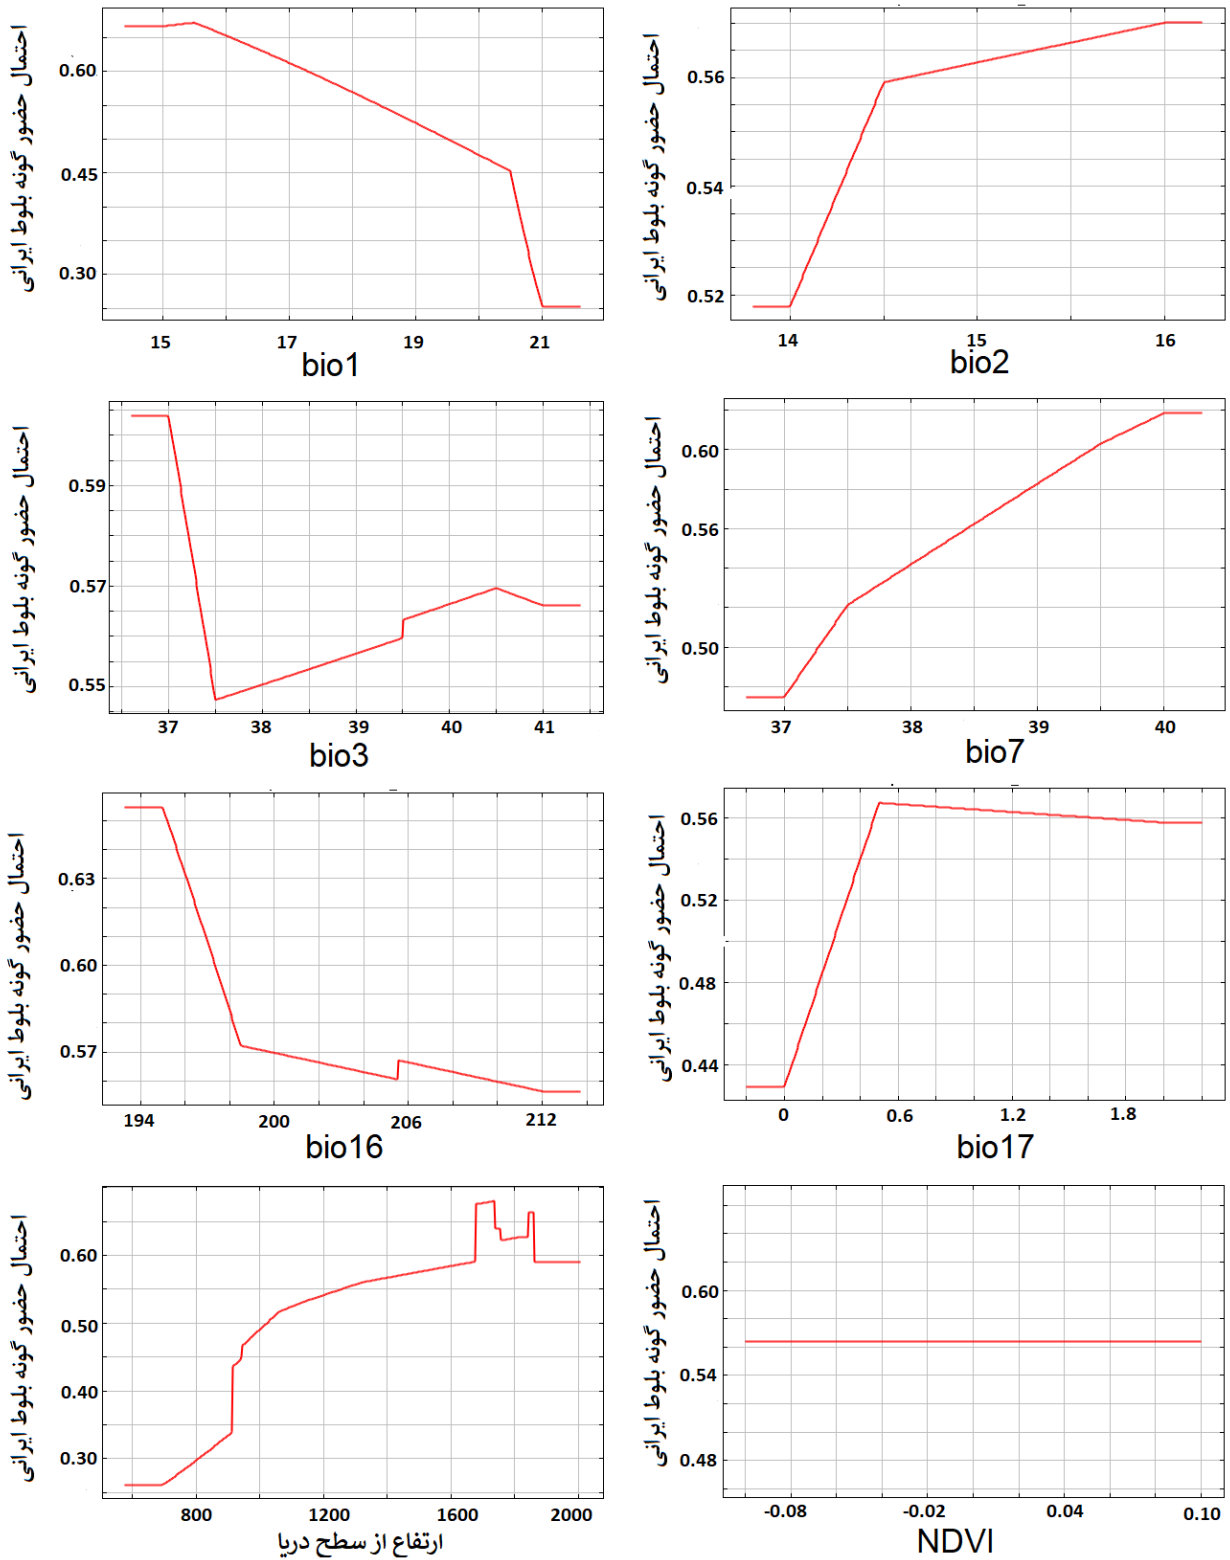 احتمال حضور گونه بلوط ایرانی
0.60
0.45
0.30
15 17 19 21
bio1
احتمال حضور گونه بلوط ایرانی
0.56
0.54
0.52
14 15 16
bio2
احتمال حضور گونه بلوط ایرانی
0.59
0.57
0.55
37 38 39 40 41
bio3
احتمال حضور گونه بلوط ایرانی
0.60
0.56
0.50
37 38 39 40
bio7
احتمال حضور گونه بلوط ایرانی
0.63
0.60
0.57
194 200 206 212
bio16
احتمال حضور گونه بلوط ایرانی
0.56
0.52
0.48
0.44
0 0.6 1.2 1.8
bio17
احتمال حضور گونه بلوط ایرانی
0.60
0.50
0.40
0.30
800 1200 1600 2000
ارتفاع از سطح دریا
احتمال حضور گونه بلوط ایرانی
0.60
0.54
0.48
-0.08 -0.02 0.04 0.10
NDVI